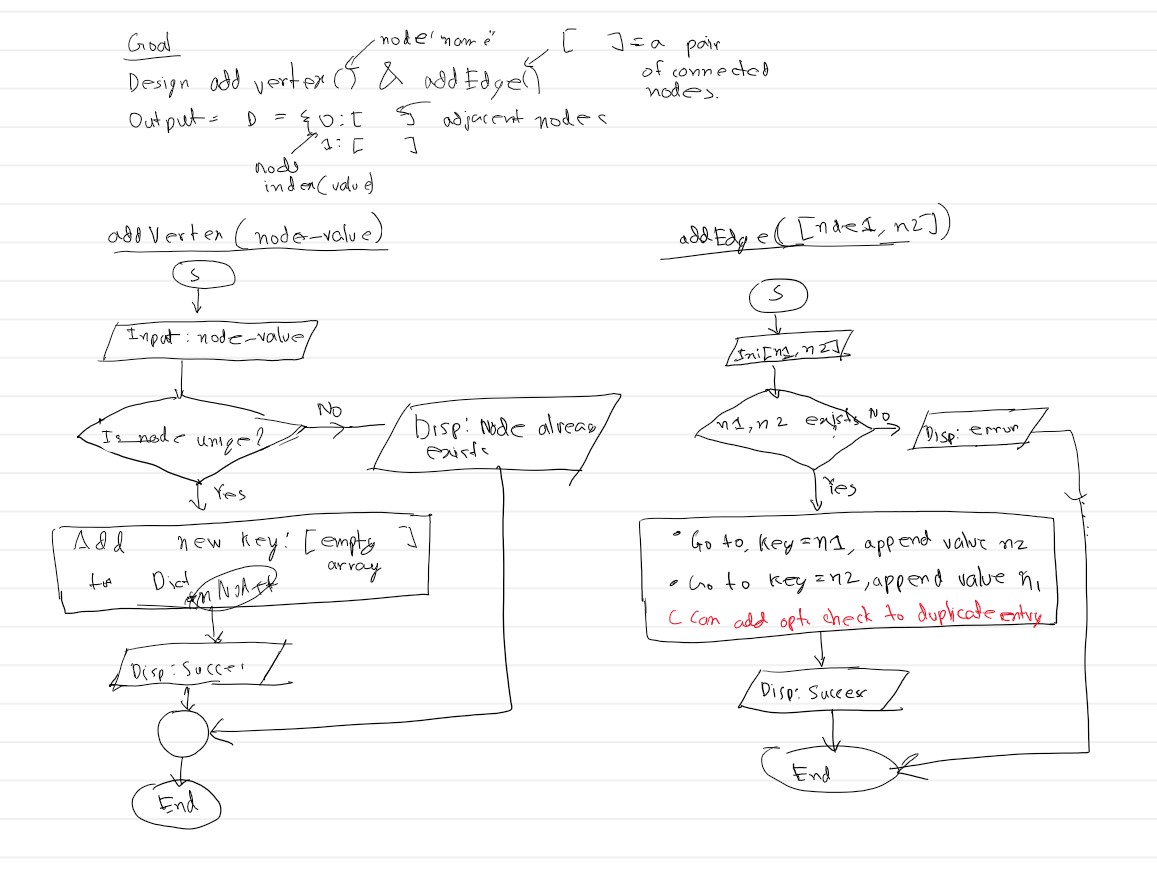 Goal
node "name"
[ ] = a pair
of connected
nodes.
Design add vertex() & addEdge()
Output = D = {0:[ ] adjacent nodes
1: [ ]
node
index(value)
addVertex (node-value)
S
Input: node-value
Is node unique?
No
Disp: Node already
exists
Yes
Add new key: [empty ]
array
to Dict
Disp: Success
End
addEdge([node1, n2])
S
Ini[n1, n2]
n1, n2 exists
No
Disp: error
Yes
• Go to, key = n1, append value n2
• Go to key = n2, append value n1
C can add opt. check to duplicate entry
Disp: Success
End